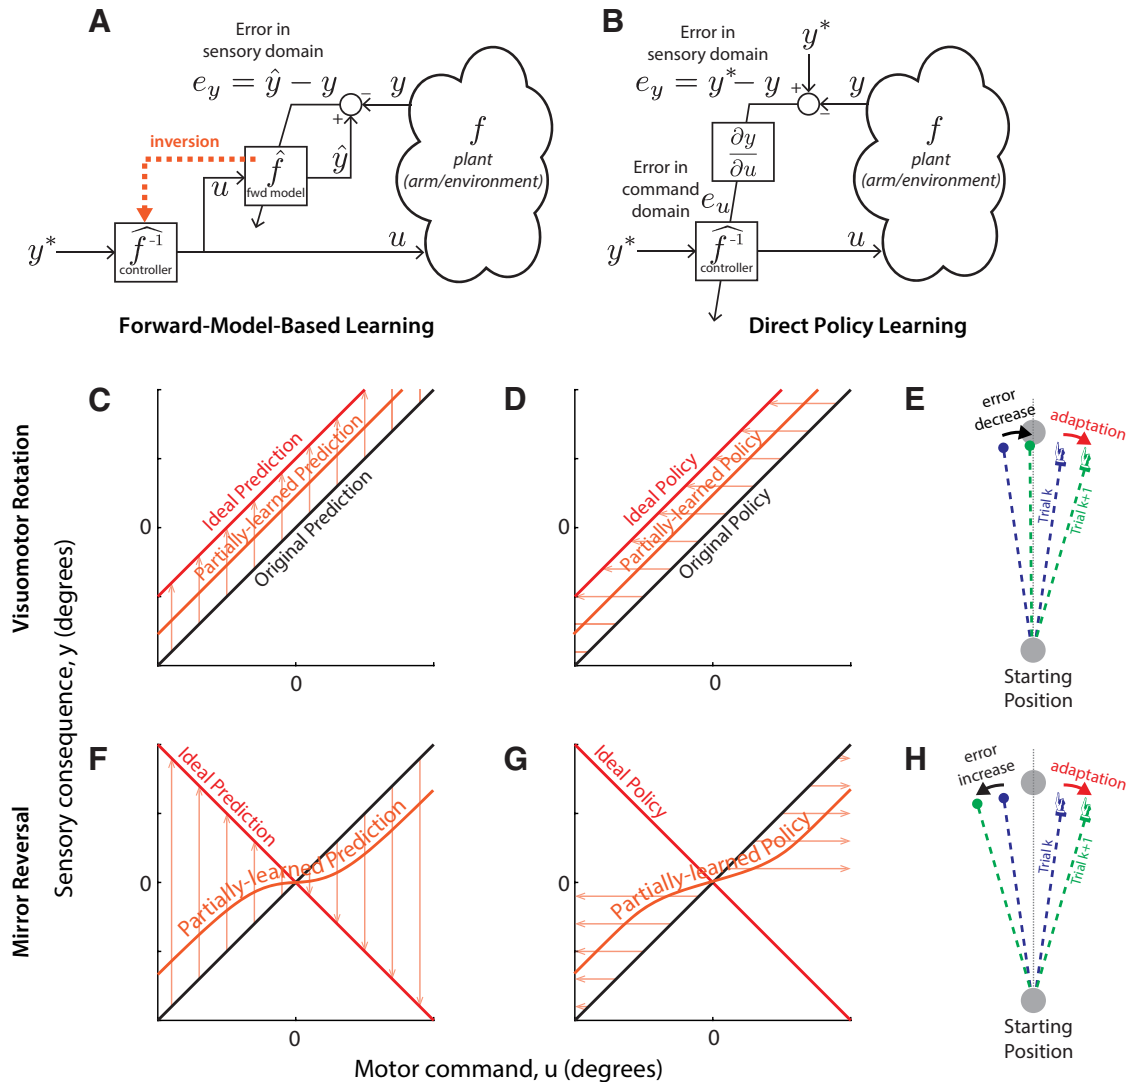 A
Error in
sensory domain
e_y = ŷ − y
y
−
+
f
plant
(arm/environment)
inversion
f̂
fwd model
ŷ
u
y*
f̂⁻¹
controller
u
Forward-Model-Based Learning
B
Error in
sensory domain
y*
e_y = y* − y
y
+
−
∂y
∂u
f
plant
(arm/environment)
Error in
command
domain
e_u
y*
f̂⁻¹
controller
u
Direct Policy Learning
Visuomotor Rotation
Mirror Reversal
Sensory consequence, y (degrees)
C
Ideal Prediction
Partially-learned Prediction
Original Prediction
0
0
D
Ideal Policy
Partially-learned Policy
Original Policy
0
E
error
decrease
adaptation
Trial k
Trial k+1
Starting
Position
F
Ideal Prediction
Partially-learned Prediction
0
0
G
Ideal Policy
Partially-learned Policy
0
H
error
increase
adaptation
Trial k
Trial k+1
Starting
Position
Motor command, u (degrees)